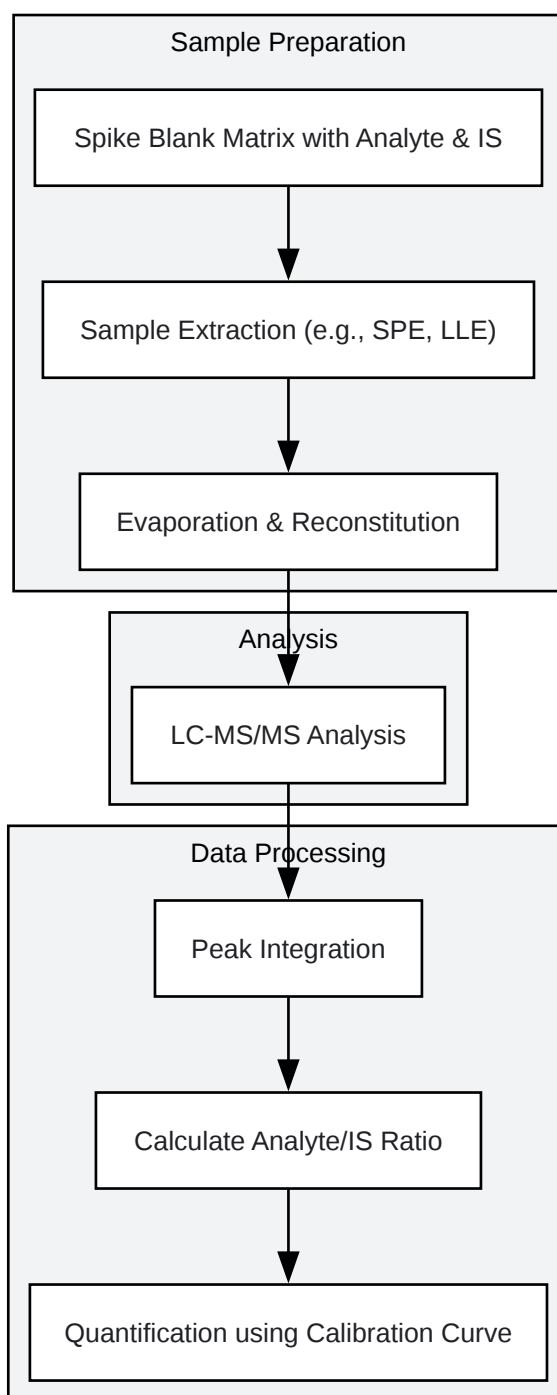 Sample Preparation
Spike Blank Matrix with Analyte & IS
Sample Extraction (e.g., SPE, LLE)
Evaporation & Reconstitution
Analysis
LC-MS/MS Analysis
Data Processing
Peak Integration
Calculate Analyte/IS Ratio
Quantification using Calibration Curve